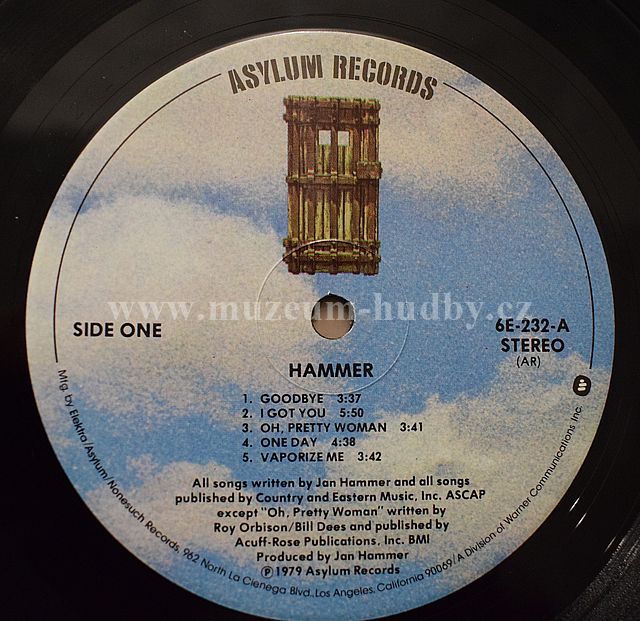 ASYLUM RECORDS
www.muzeum-hudby.cz
SIDE ONE
6E-232-A
STEREO
(AR)
HAMMER
1. GOODBYE 3:37
2. I GOT YOU 5:50
3. OH, PRETTY WOMAN 3:41
4. ONE DAY 4:38
5. VAPORIZE ME 3:42
All songs written by Jan Hammer and all songs
published by Country and Eastern Music, Inc. ASCAP
except "Oh, Pretty Woman" written by
Roy Orbison/Bill Dees and published by
Acuff-Rose Publications, Inc. BMI
Produced by Jan Hammer
℗ 1979 Asylum Records
Mfg. by Elektra/Asylum/Nonesuch Records, 962 North La Cienega Blvd., Los Angeles, California 90069/A Division of Warner Communications Inc.